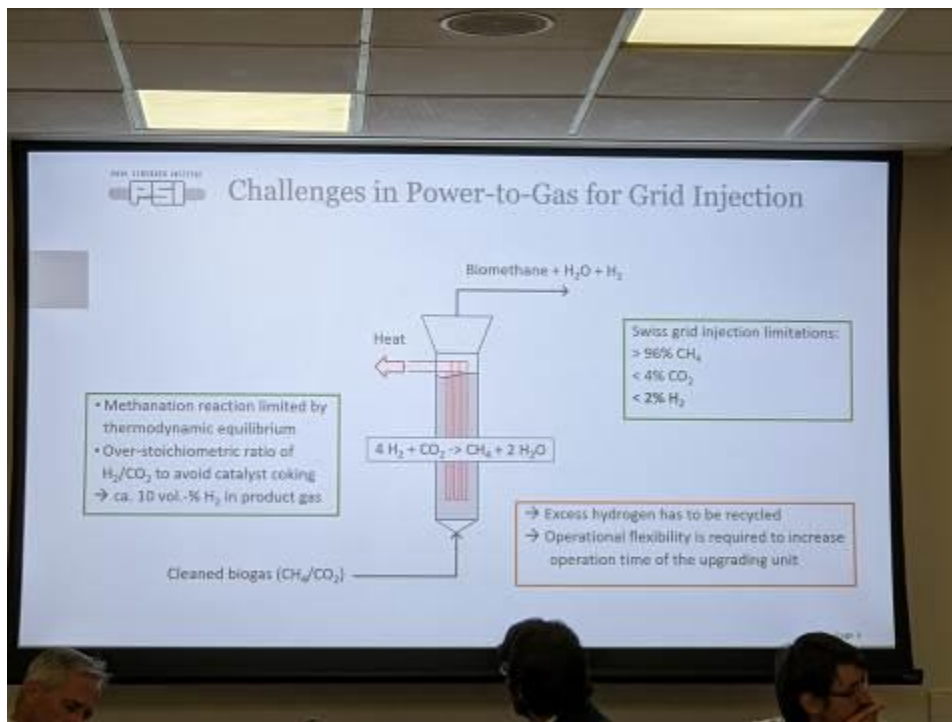 PAUL SCHERRER INSTITUT
PSI
Challenges in Power-to-Gas for Grid Injection
Biomethane + H₂O + H₂
Heat
Swiss grid injection limitations:
> 96% CH₄
< 4% CO₂
< 2% H₂
• Methanation reaction limited by
thermodynamic equilibrium
• Over-stoichiometric ratio of
H₂/CO₂ to avoid catalyst coking
→ ca. 10 vol.-% H₂ in product gas
4 H₂ + CO₂ -> CH₄ + 2 H₂O
→ Excess hydrogen has to be recycled
→ Operational flexibility is required to increase
operation time of the upgrading unit
Cleaned biogas (CH₄/CO₂)